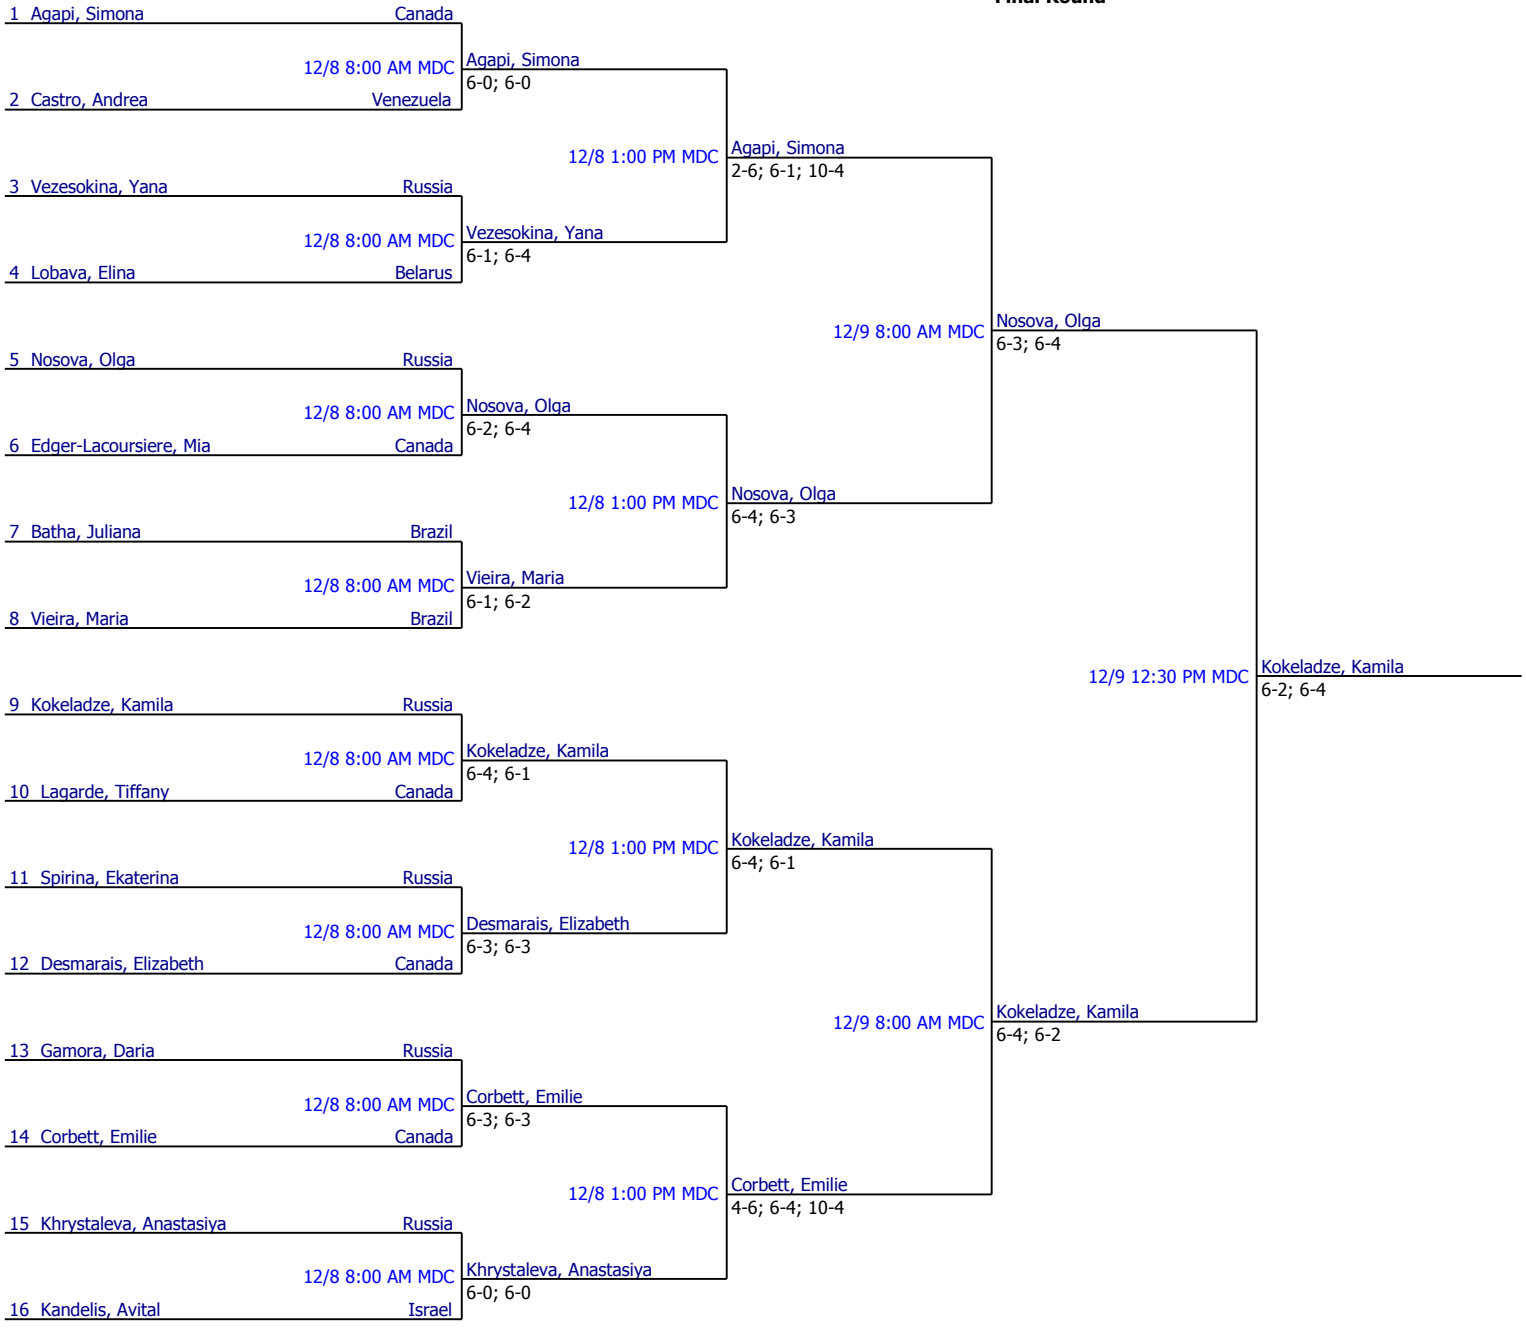 Final Round
1 Agapi, Simona Canada
12/8 8:00 AM MDC
2 Castro, Andrea Venezuela
Agapi, Simona
6-0; 6-0
3 Vezesokina, Yana Russia
12/8 8:00 AM MDC
4 Lobava, Elina Belarus
Vezesokina, Yana
6-1; 6-4
12/8 1:00 PM MDC
Agapi, Simona
2-6; 6-1; 10-4
5 Nosova, Olga Russia
12/8 8:00 AM MDC
6 Edger-Lacoursiere, Mia Canada
Nosova, Olga
6-2; 6-4
7 Batha, Juliana Brazil
12/8 8:00 AM MDC
8 Vieira, Maria Brazil
Vieira, Maria
6-1; 6-2
12/8 1:00 PM MDC
Nosova, Olga
6-4; 6-3
12/9 8:00 AM MDC
Nosova, Olga
6-3; 6-4
9 Kokeladze, Kamila Russia
12/8 8:00 AM MDC
10 Lagarde, Tiffany Canada
Kokeladze, Kamila
6-4; 6-1
11 Spirina, Ekaterina Russia
12/8 8:00 AM MDC
12 Desmarais, Elizabeth Canada
Desmarais, Elizabeth
6-3; 6-3
12/8 1:00 PM MDC
Kokeladze, Kamila
6-4; 6-1
13 Gamora, Daria Russia
12/8 8:00 AM MDC
14 Corbett, Emilie Canada
Corbett, Emilie
6-3; 6-3
15 Khrystaleva, Anastasiya Russia
12/8 8:00 AM MDC
16 Kandelis, Avital Israel
Khrystaleva, Anastasiya
6-0; 6-0
12/8 1:00 PM MDC
Corbett, Emilie
4-6; 6-4; 10-4
12/9 8:00 AM MDC
Kokeladze, Kamila
6-4; 6-2
12/9 12:30 PM MDC
Kokeladze, Kamila
6-2; 6-4